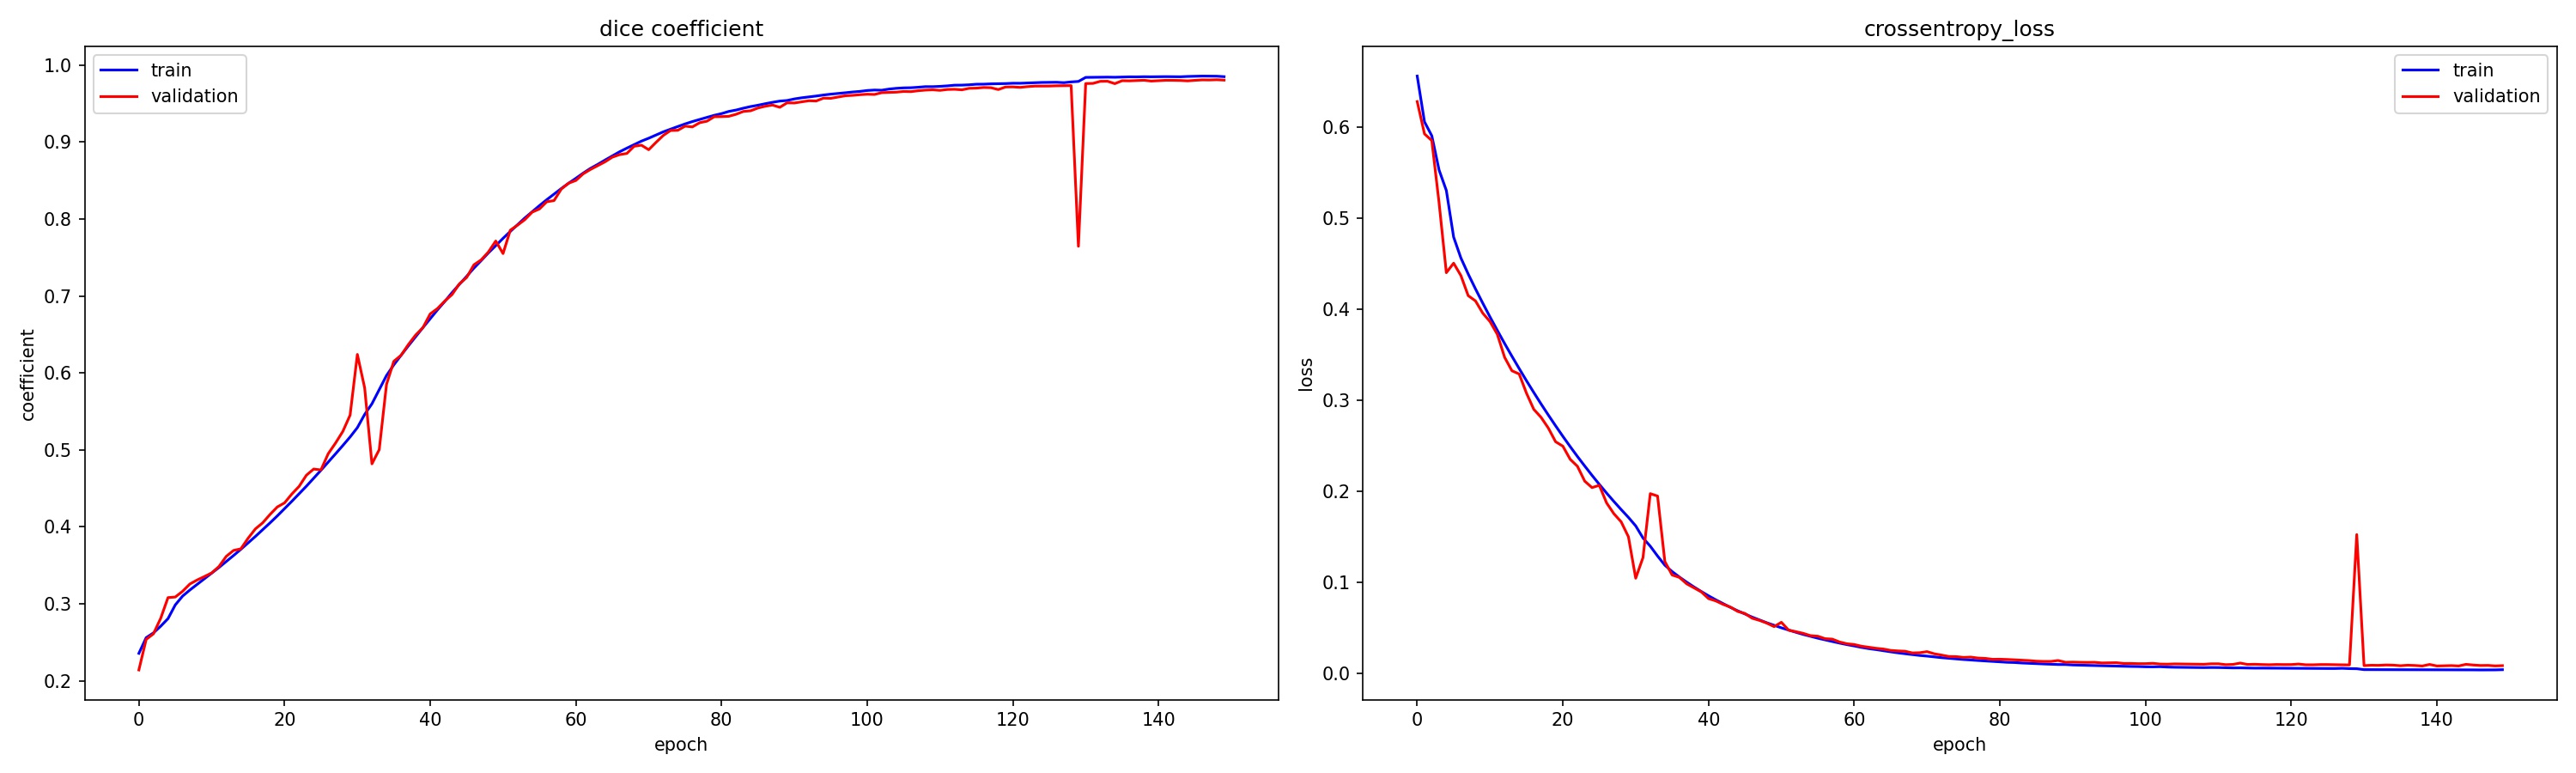 dice coefficient
train
validation
1.0
0.9
0.8
0.7
0.6
0.5
0.4
0.3
0.2
coefficient
0 20 40 60 80 100 120 140
epoch
crossentropy_loss
train
validation
0.6
0.5
0.4
0.3
0.2
0.1
0.0
loss
0 20 40 60 80 100 120 140
epoch